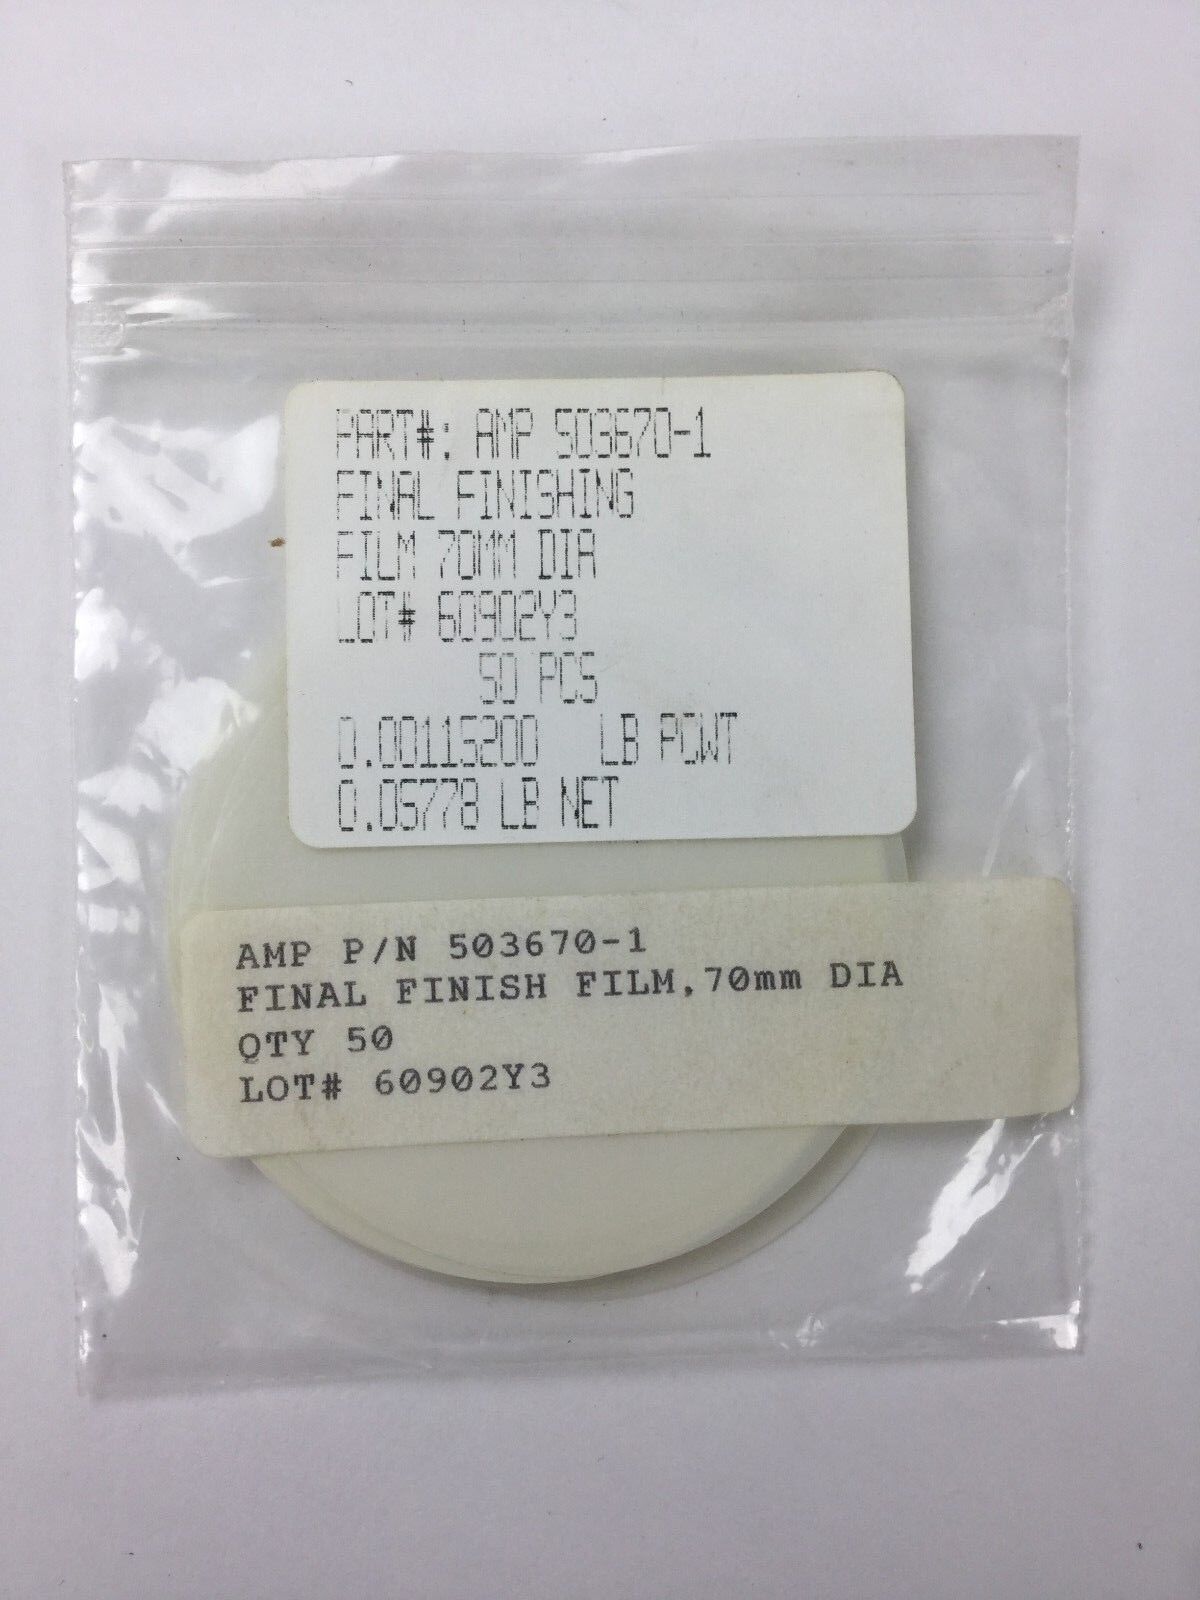 PART#: AMP 503670-1
FINAL FINISHING
FILM 70MM DIA
LOT# 60902Y3
50 PCS
0.00115200 LB PCWT
0.05778 LB NET
AMP P/N 503670-1
FINAL FINISH FILM,70mm DIA
QTY 50
LOT# 60902Y3